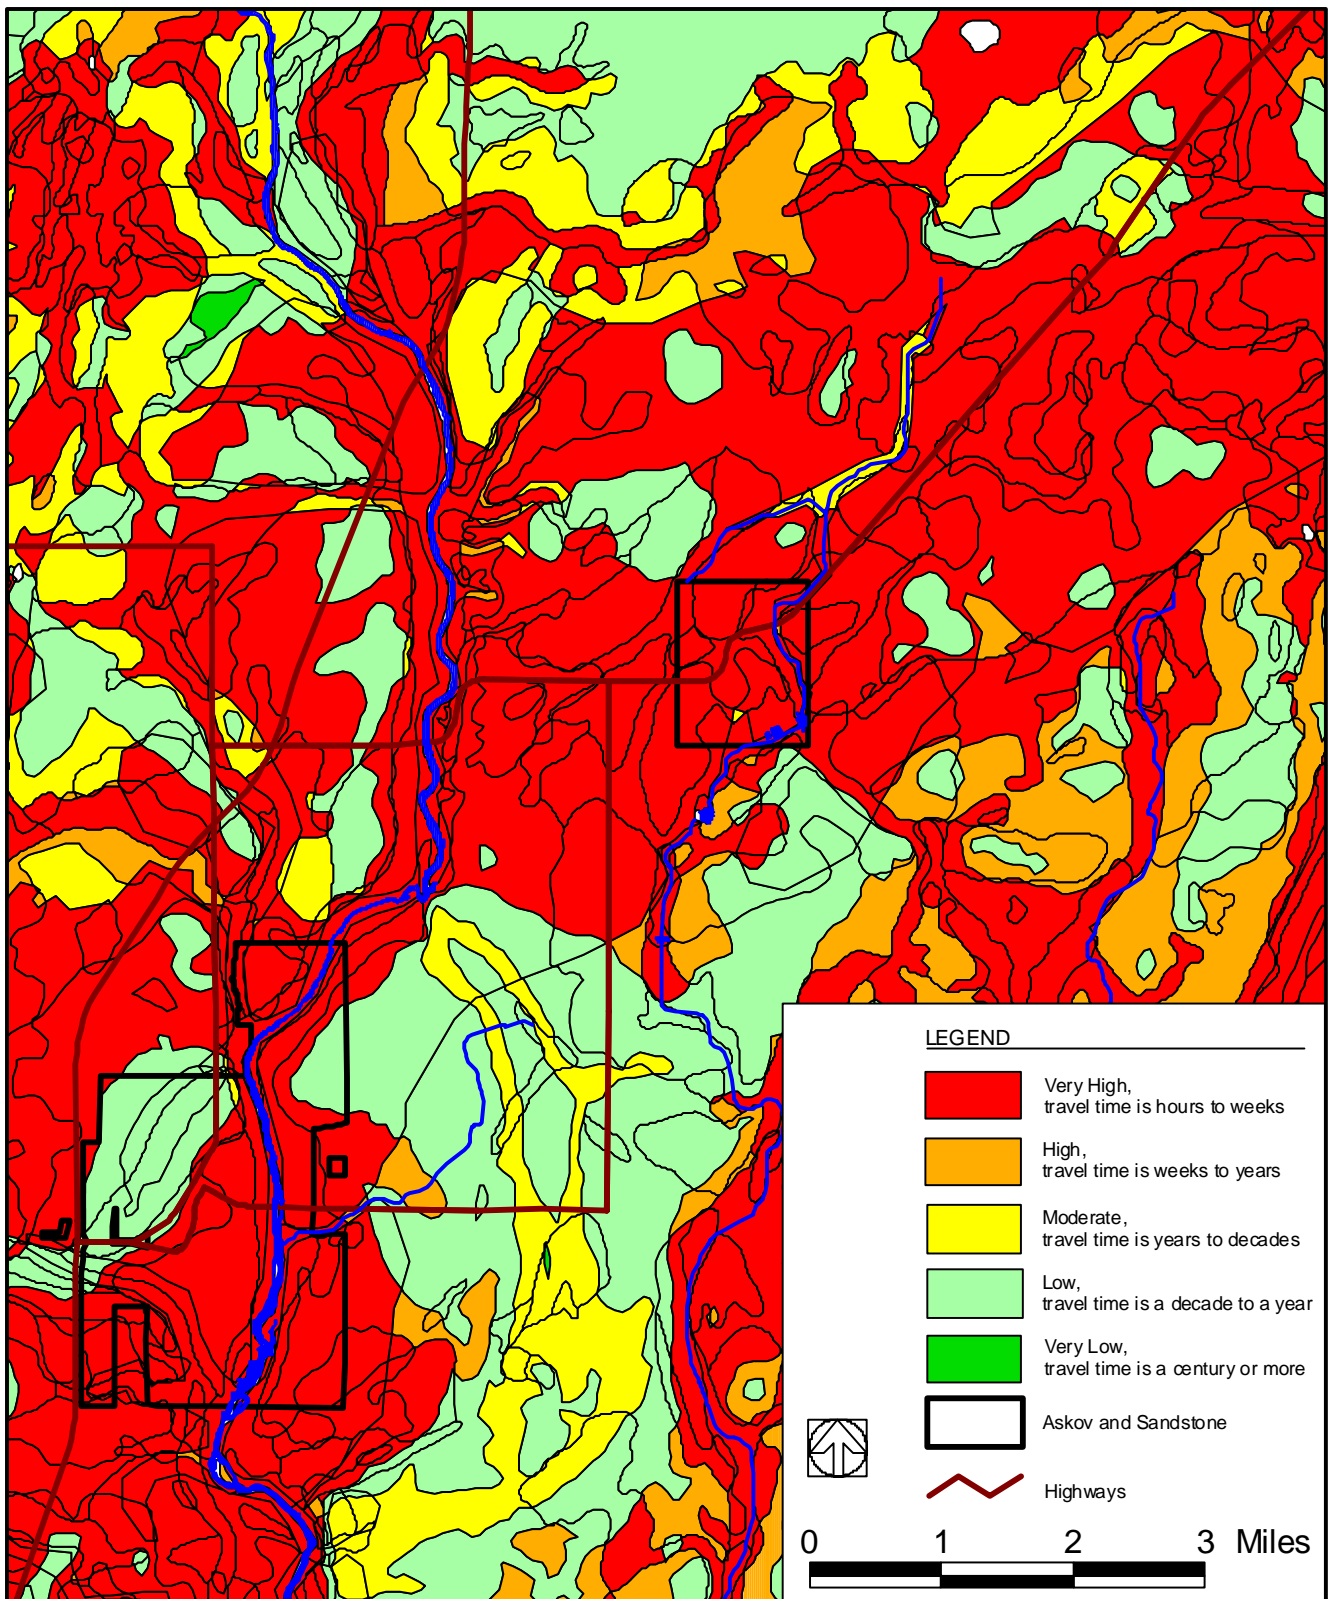 LEGEND
Very High,
travel time is hours to weeks
High,
travel time is weeks to years
Moderate,
travel time is years to decades
Low,
travel time is a decade to a year
Very Low,
travel time is a century or more
Askov and Sandstone
Highways
0 1 2 3 Miles